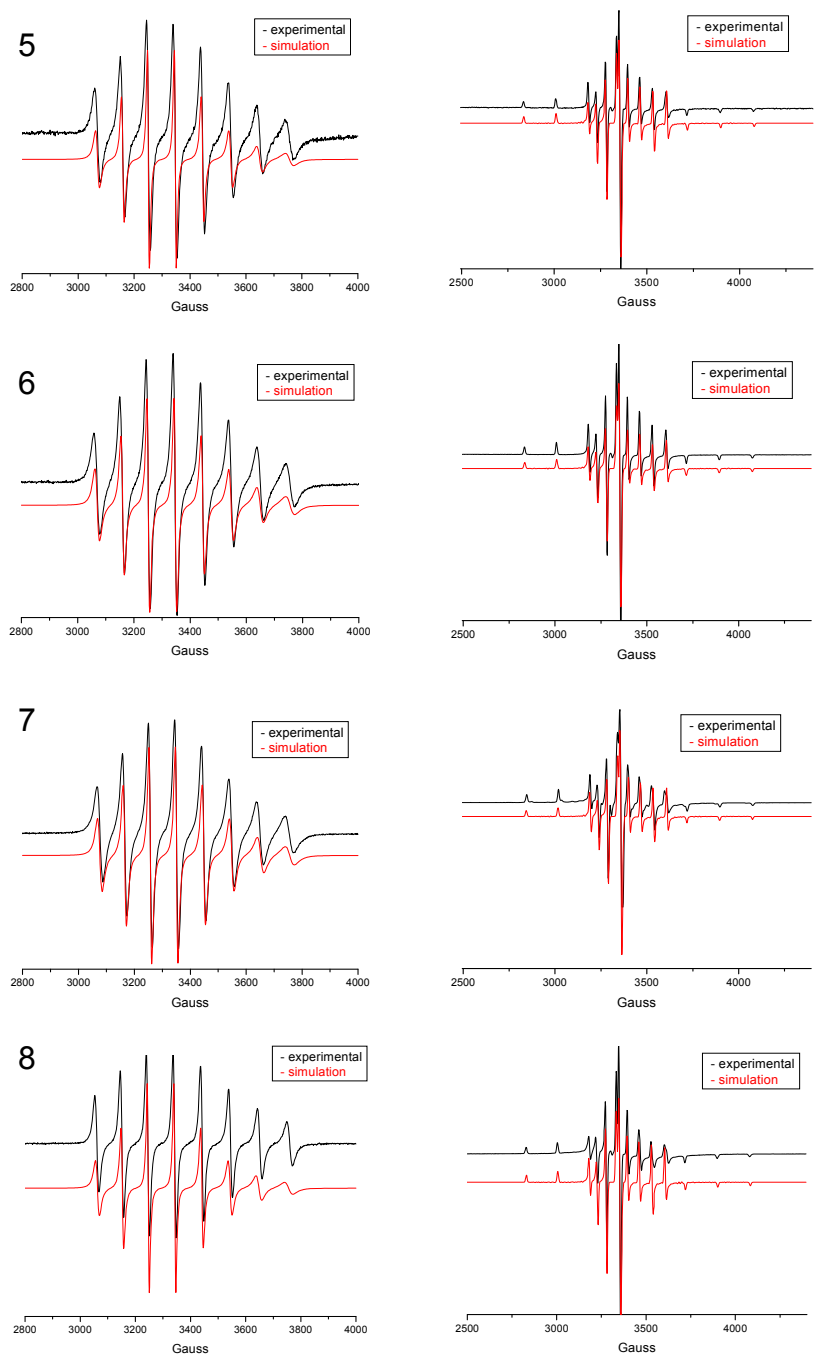 5
- experimental
- simulation
2800 3000 3200 3400 3600 3800 4000
Gauss
- experimental
- simulation
2500 3000 3500 4000
Gauss
6
- experimental
- simulation
2800 3000 3200 3400 3600 3800 4000
Gauss
- experimental
- simulation
2500 3000 3500 4000
Gauss
7
- experimental
- simulation
2800 3000 3200 3400 3600 3800 4000
Gauss
- experimental
- simulation
2500 3000 3500 4000
Gauss
8
- experimental
- simulation
2800 3000 3200 3400 3600 3800 4000
Gauss
- experimental
- simulation
2500 3000 3500 4000
Gauss